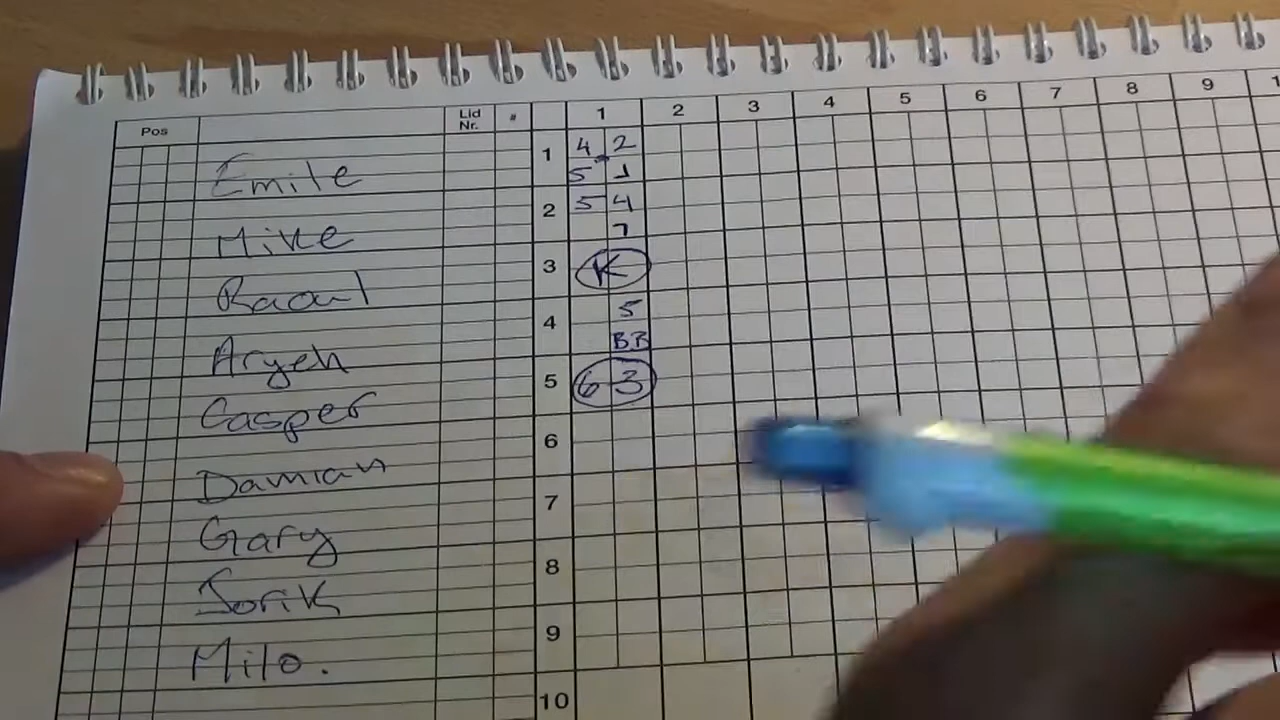 Pos Lid Nr. # 1 2 3 4 5 6 7 8 9 1
1 4 2
Emile 5 1
2 5 4
Mike 7
Raoul 3 K
4 5
Aryeh BB
Casper 5 6 3
6
Damian
7
Gary
8
Jorik
9
Milo.
10